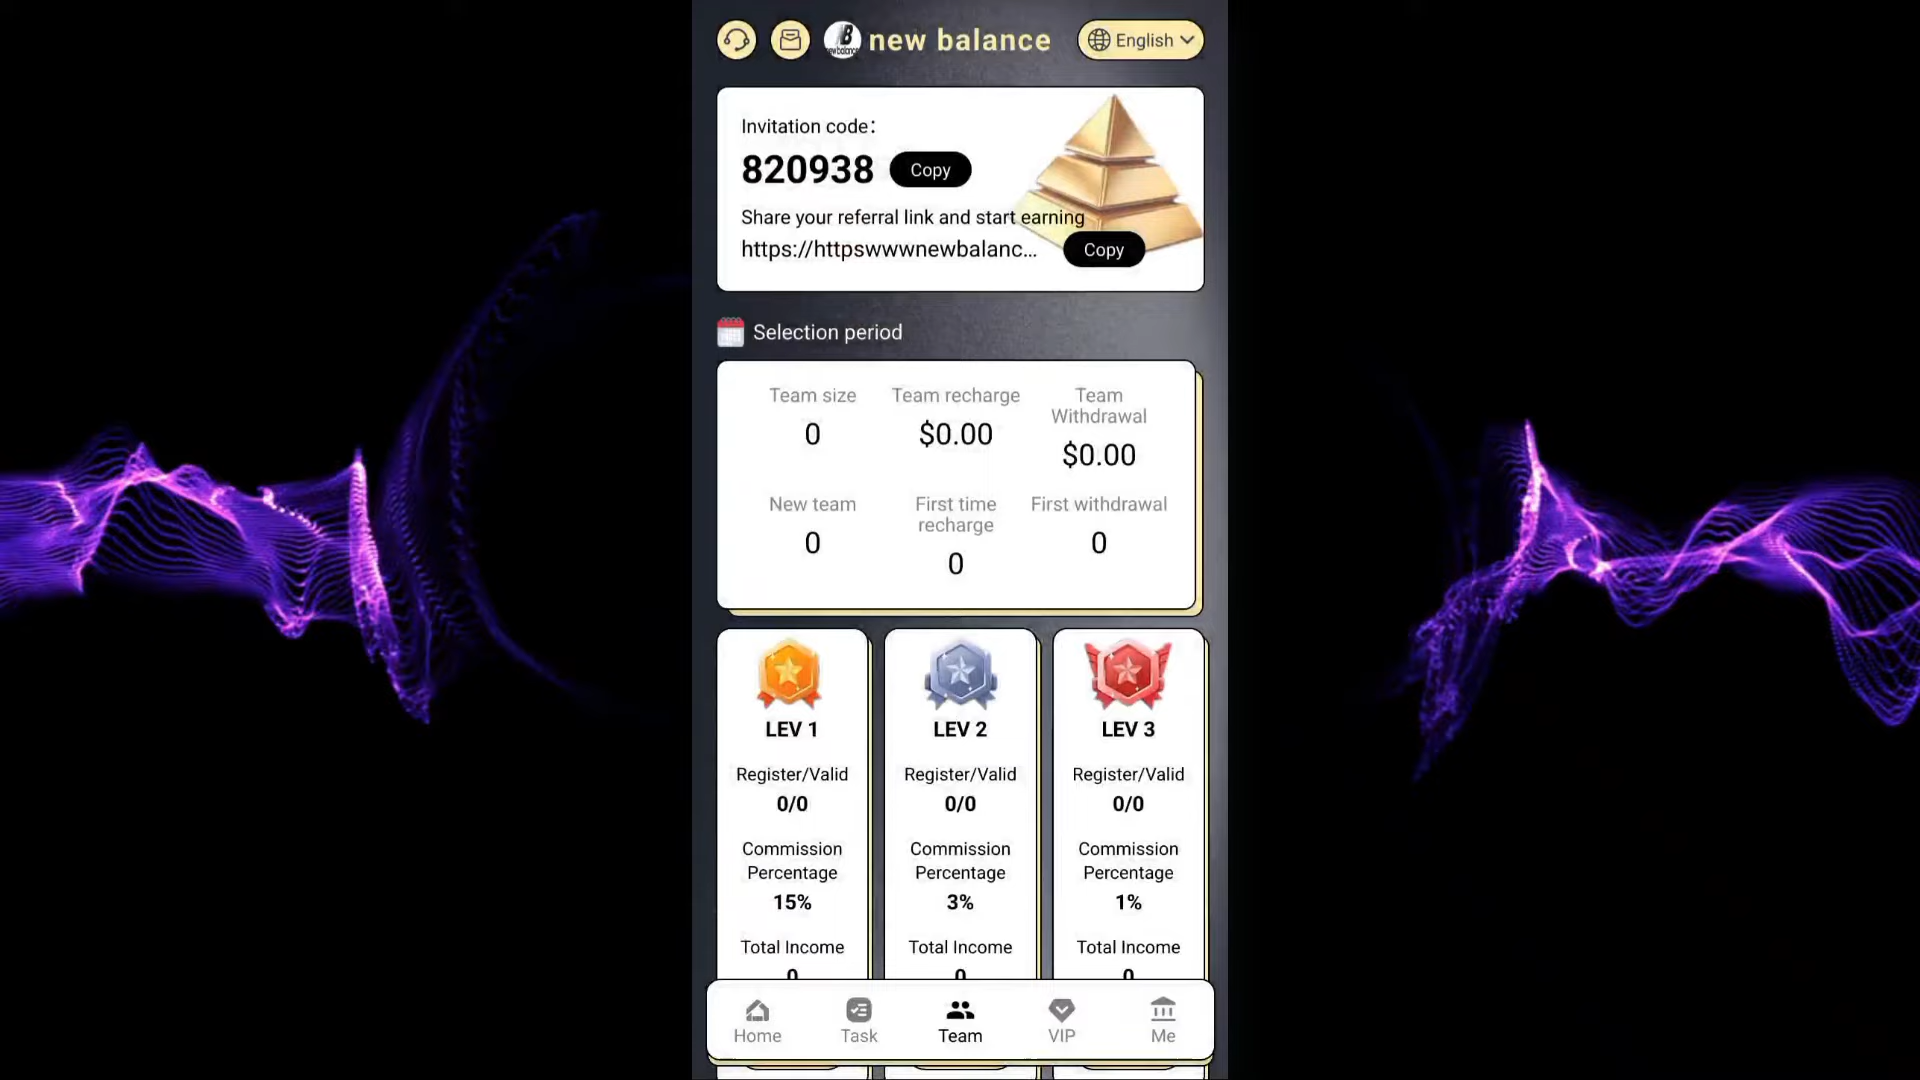 new balance
English
Invitation code:
820938 Copy
Share your referral link and start earning
https://httpswwwnewbalanc... Copy
Selection period
Team size
0
Team recharge
$0.00
Team
Withdrawal
$0.00
New team
0
First time
recharge
0
First withdrawal
0
LEV 1
Register/Valid
0/0
Commission
Percentage
15%
Total Income
0
LEV 2
Register/Valid
0/0
Commission
Percentage
3%
Total Income
0
LEV 3
Register/Valid
0/0
Commission
Percentage
1%
Total Income
0
Home
Task
Team
VIP
Me